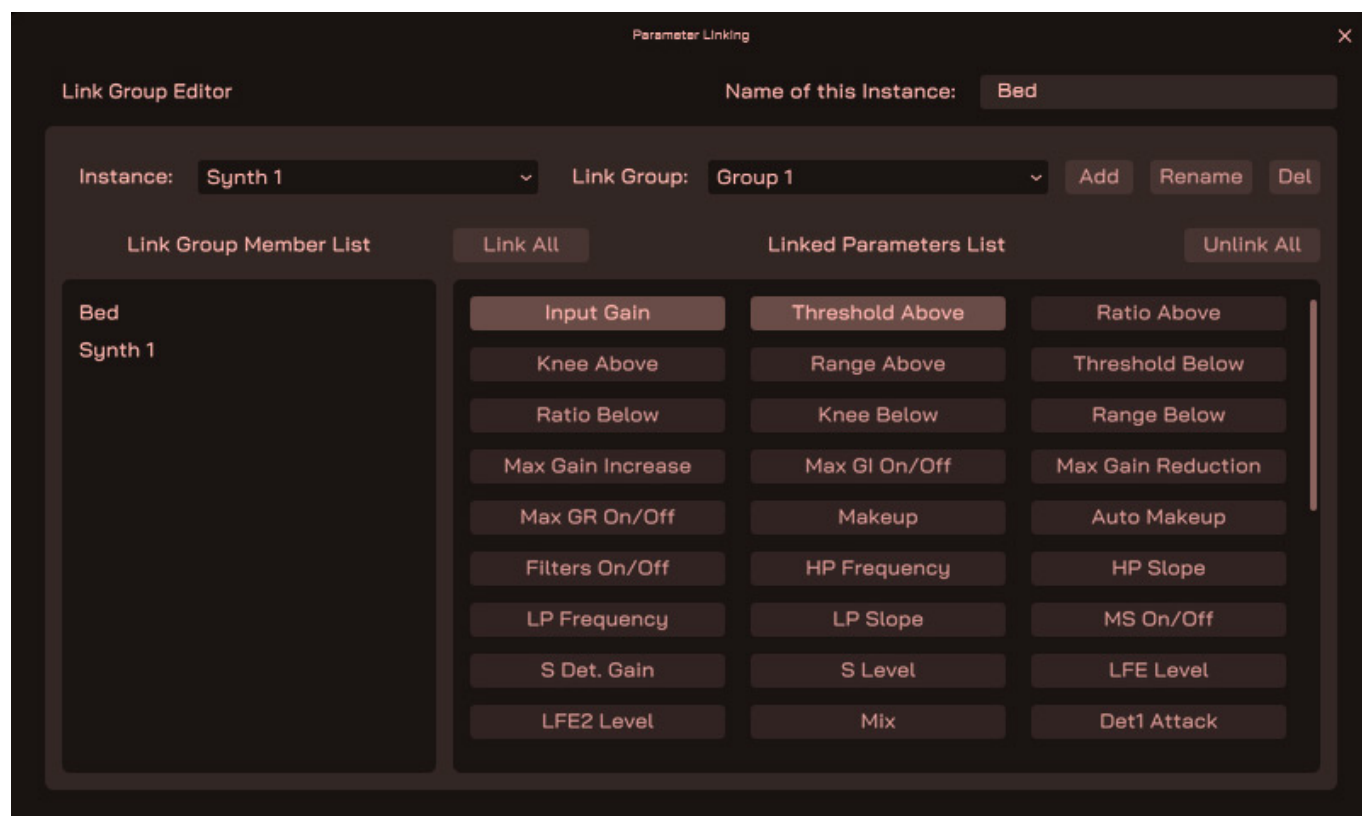 Parameter Linking
Link Group Editor
Name of this Instance: Bed
Instance: Synth 1 Link Group: Group 1 Add Rename Del
Link Group Member List Link All Linked Parameters List Unlink All
Bed
Synth 1
Input Gain Threshold Above Ratio Above
Knee Above Range Above Threshold Below
Ratio Below Knee Below Range Below
Max Gain Increase Max GI On/Off Max Gain Reduction
Max GR On/Off Makeup Auto Makeup
Filters On/Off HP Frequency HP Slope
LP Frequency LP Slope MS On/Off
S Det. Gain S Level LFE Level
LFE2 Level Mix Det1 Attack